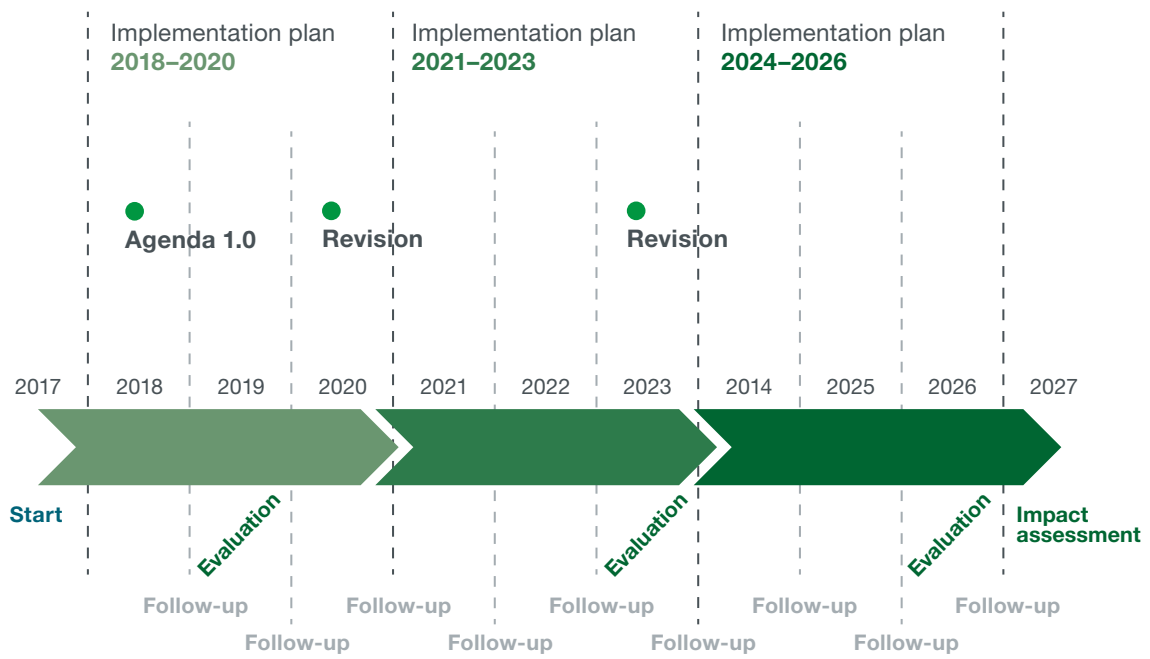 Implementation plan
2018–2020
Implementation plan
2021–2023
Implementation plan
2024–2026
Agenda 1.0
Revision
Revision
2017
2018
2019
2020
2021
2022
2023
2014
2025
2026
2027
Start
Evaluation
Evaluation
Evaluation
Impact
assessment
Follow-up
Follow-up
Follow-up
Follow-up
Follow-up
Follow-up
Follow-up
Follow-up
Follow-up